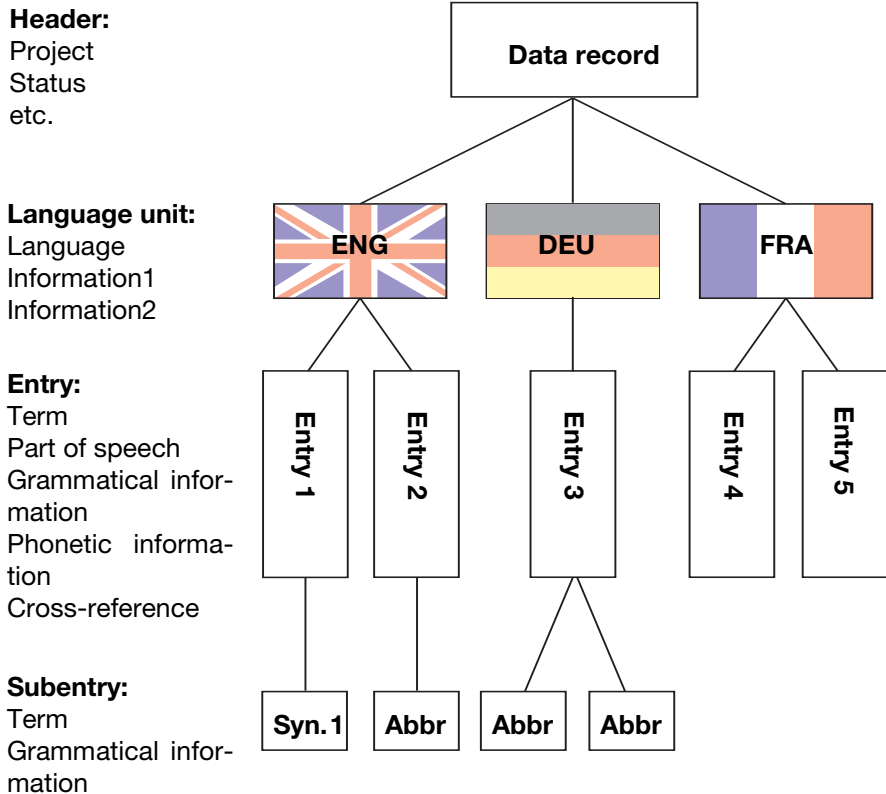 Header:
Project
Status
etc.
Data record
Language unit:
Language
Information1
Information2
ENG
DEU
FRA
Entry:
Term
Part of speech
Grammatical infor-
mation
Phonetic informa-
tion
Cross-reference
Entry 1
Entry 2
Entry 3
Entry 4
Entry 5
Subentry:
Term
Grammatical infor-
mation
Syn.1
Abbr
Abbr
Abbr